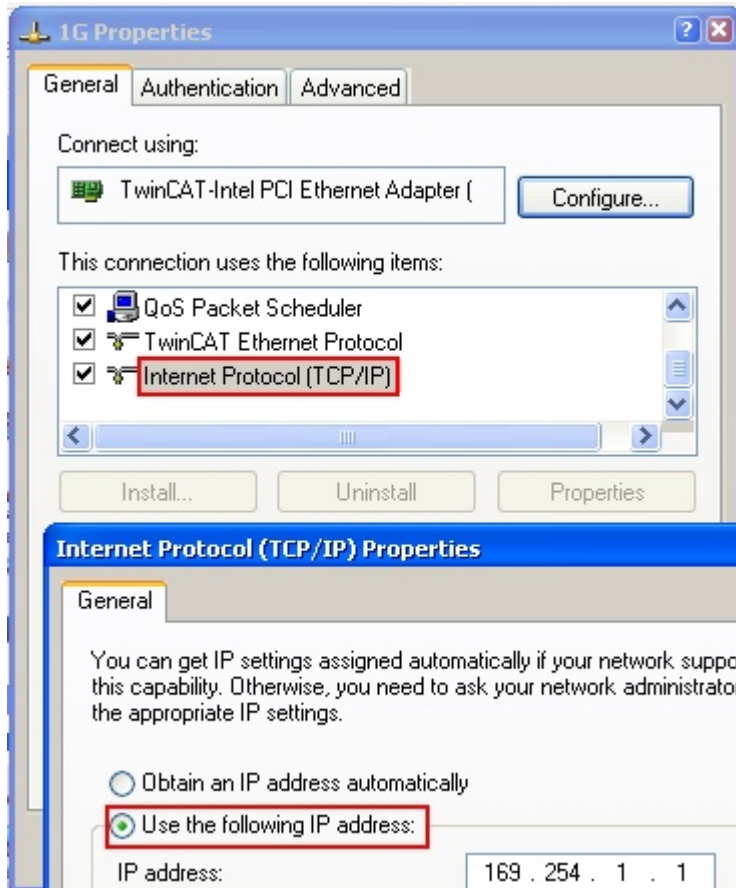 1G Properties
General Authentication Advanced
Connect using:
TwinCAT-Intel PCI Ethernet Adapter ( Configure...
This connection uses the following items:
QoS Packet Scheduler
TwinCAT Ethernet Protocol
Internet Protocol (TCP/IP)
Install... Uninstall Properties
Internet Protocol (TCP/IP) Properties
General
You can get IP settings assigned automatically if your network suppo
this capability. Otherwise, you need to ask your network administrato
the appropriate IP settings.
Obtain an IP address automatically
Use the following IP address:
IP address: 169 . 254 . 1 . 1